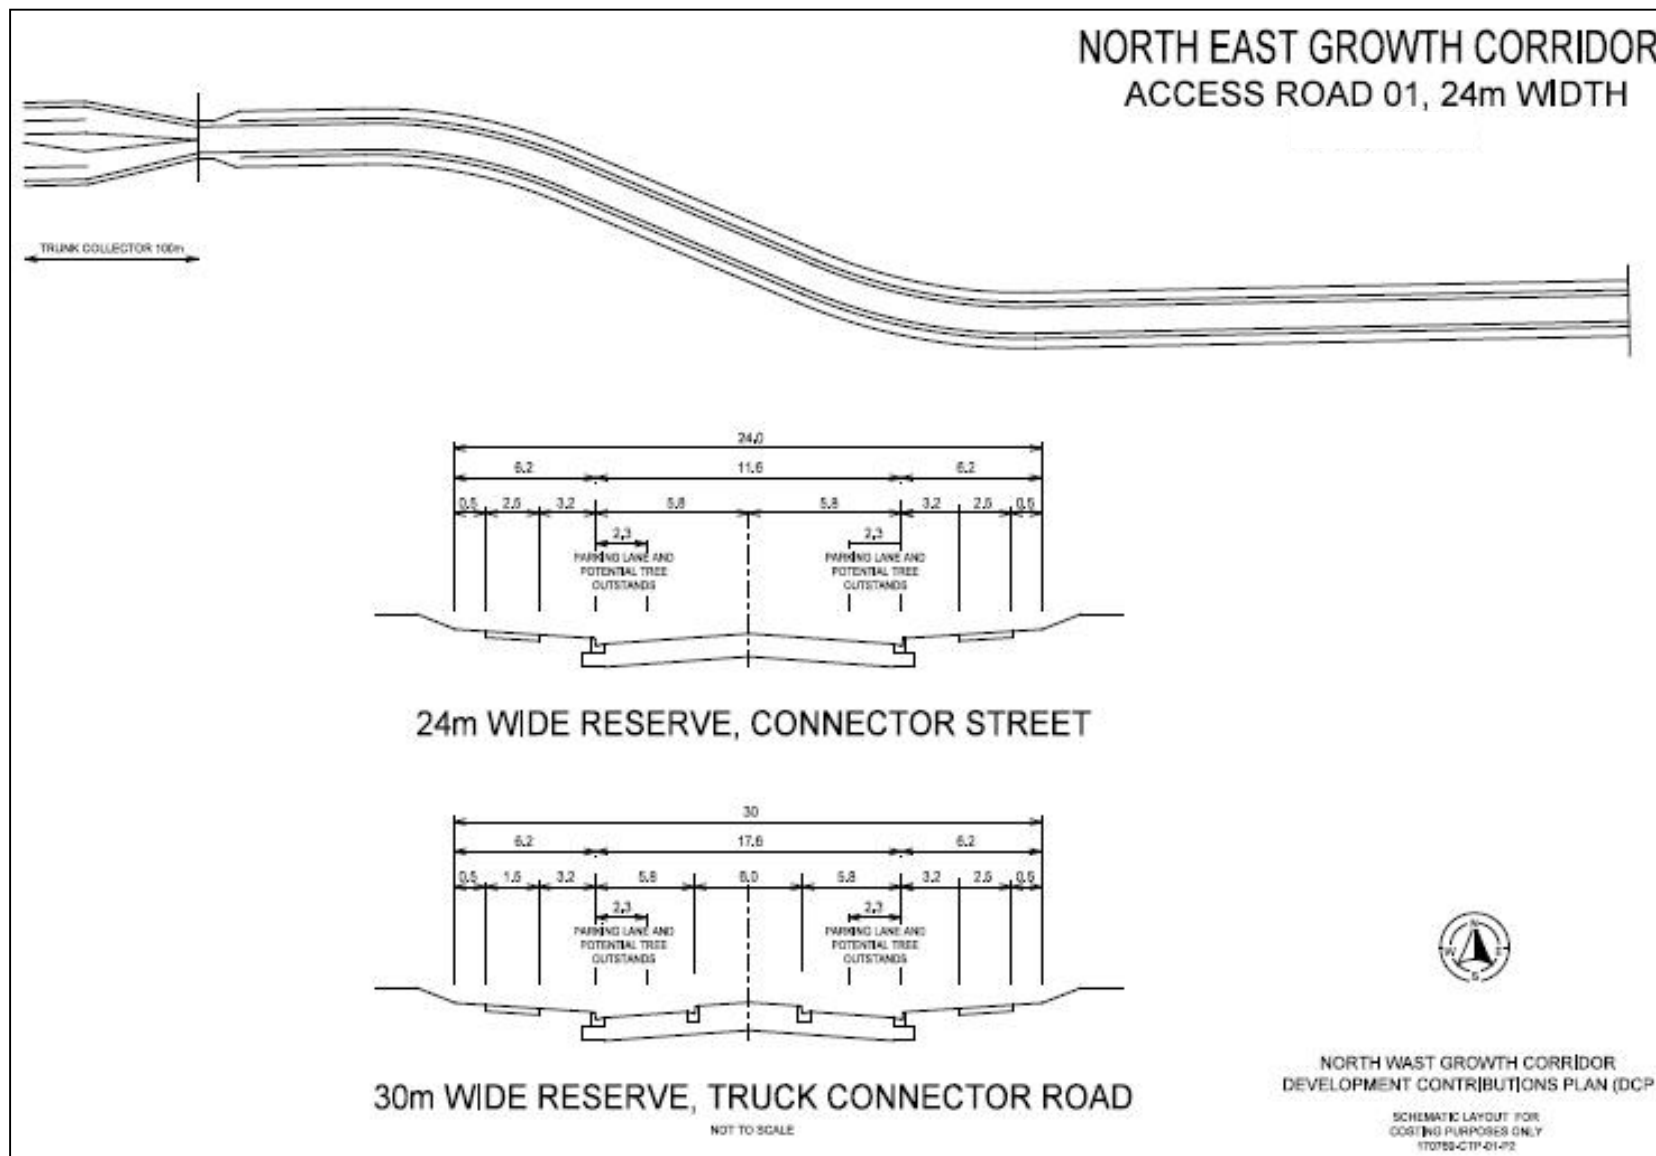 NORTH EAST GROWTH CORRIDOR
ACCESS ROAD 01, 24m WIDTH
TRUNK COLLECTOR 100m
24.0
6.2 11.6 6.2
0.5 2.5 3.2 5.8 5.8 3.2 2.5 0.5
2.3 2.3
PARKING LANE AND PARKING LANE AND
POTENTIAL TREE POTENTIAL TREE
OUTSTANDS OUTSTANDS
24m WIDE RESERVE, CONNECTOR STREET
30
6.2 17.6 6.2
0.5 1.5 3.2 5.8 6.0 5.8 3.2 2.5 0.5
2.3 2.3
PARKING LANE AND PARKING LANE AND
POTENTIAL TREE POTENTIAL TREE
OUTSTANDS OUTSTANDS
30m WIDE RESERVE, TRUCK CONNECTOR ROAD
NOT TO SCALE
N
W E
S
NORTH WAST GROWTH CORRIDOR
DEVELOPMENT CONTRIBUTIONS PLAN (DCP
SCHEMATIC LAYOUT FOR
COSTING PURPOSES ONLY